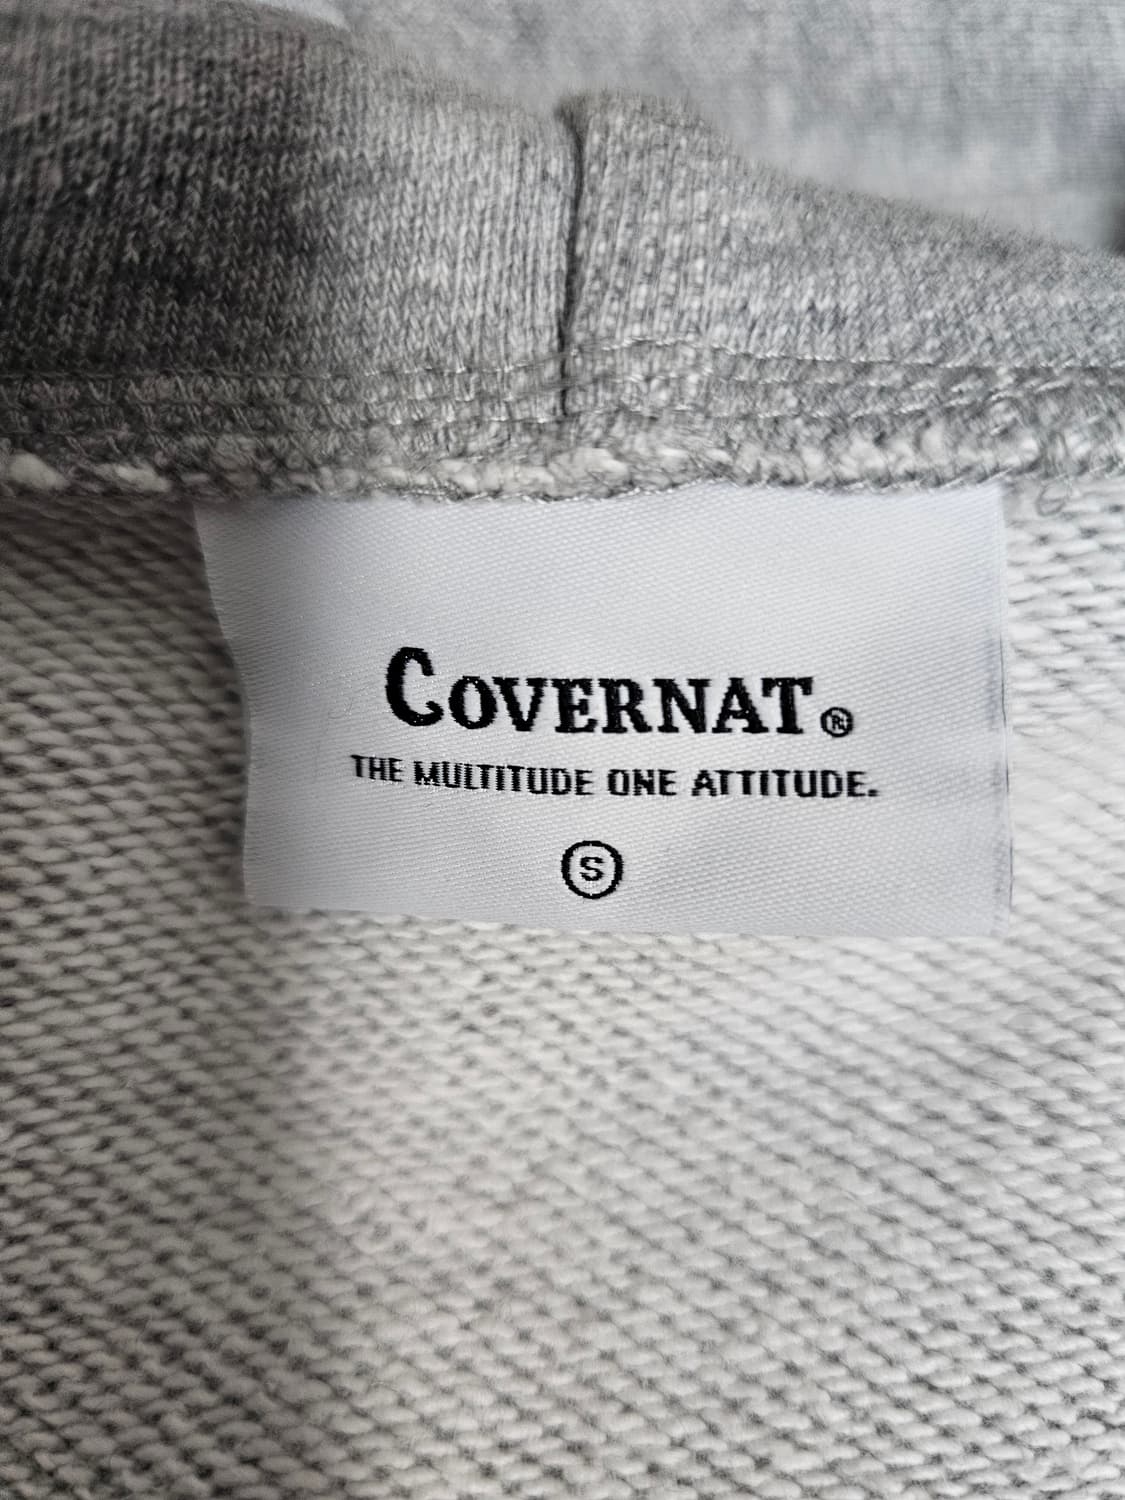 COVERNAT®
THE MULTITUDE ONE ATTITUDE.
S